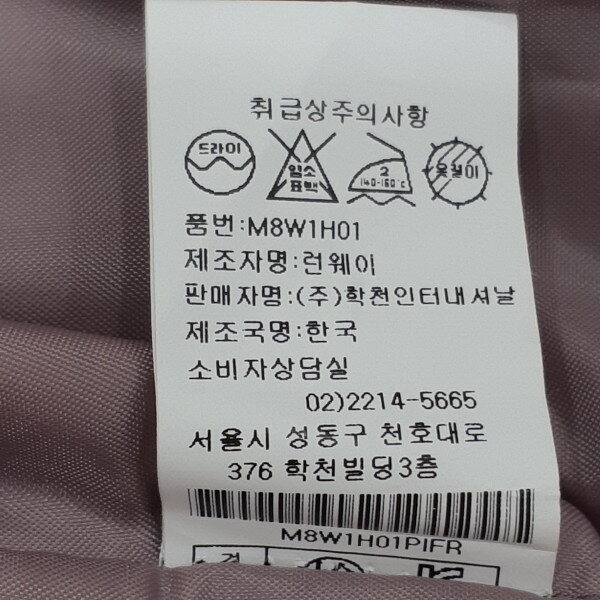 취급상주의사항
드라이
염소
표백
2
140-160℃
옷걸이
품번:M8W1H01
제조자명:런웨이
판매자명:(주)학천인터내셔날
제조국명:한국
소비자상담실
02)2214-5665
서울시 성동구 천호대로
376 학천빌딩3층
M8W1H01PIFR